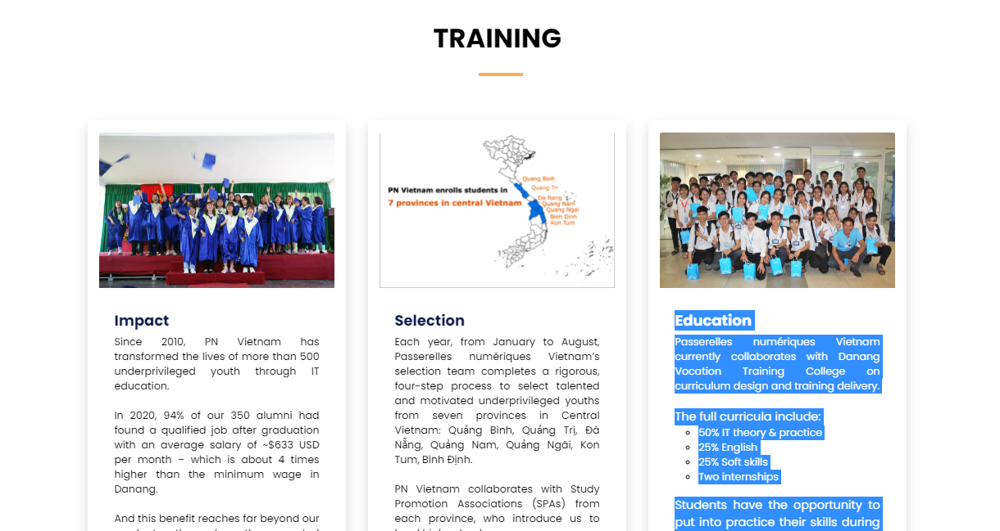 TRAINING
PN Vietnam enrolls students in
7 provinces in central Vietnam
Quang Binh
Quang Tri
Da Nang
Quang Nam
Quang Ngai
Binh Dinh
Kon Tum
Impact
Since 2010, PN Vietnam has
transformed the lives of more than 500
underprivileged youth through IT
education.
In 2020, 94% of our 350 alumni had
found a qualified job after graduation
with an average salary of ~$633 USD
per month – which is about 4 times
higher than the minimum wage in
Danang.
And this benefit reaches far beyond our
Selection
Each year, from January to August,
Passerelles numériques Vietnam's
selection team completes a rigorous,
four-step process to select talented
and motivated underprivileged youths
from seven provinces in Central
Vietnam: Quảng Bình, Quảng Trị, Đà
Nẵng, Quảng Nam, Quảng Ngãi, Kon
Tum, Bình Định.
PN Vietnam collaborates with Study
Promotion Associations (SPAs) from
each province, who introduce us to
Education
Passerelles numériques Vietnam
currently collaborates with Danang
Vocation Training College on
curriculum design and training delivery.
The full curricula include:
50% IT theory & practice
25% English
25% Soft skills
Two internships
Students have the opportunity to
put into practice their skills during